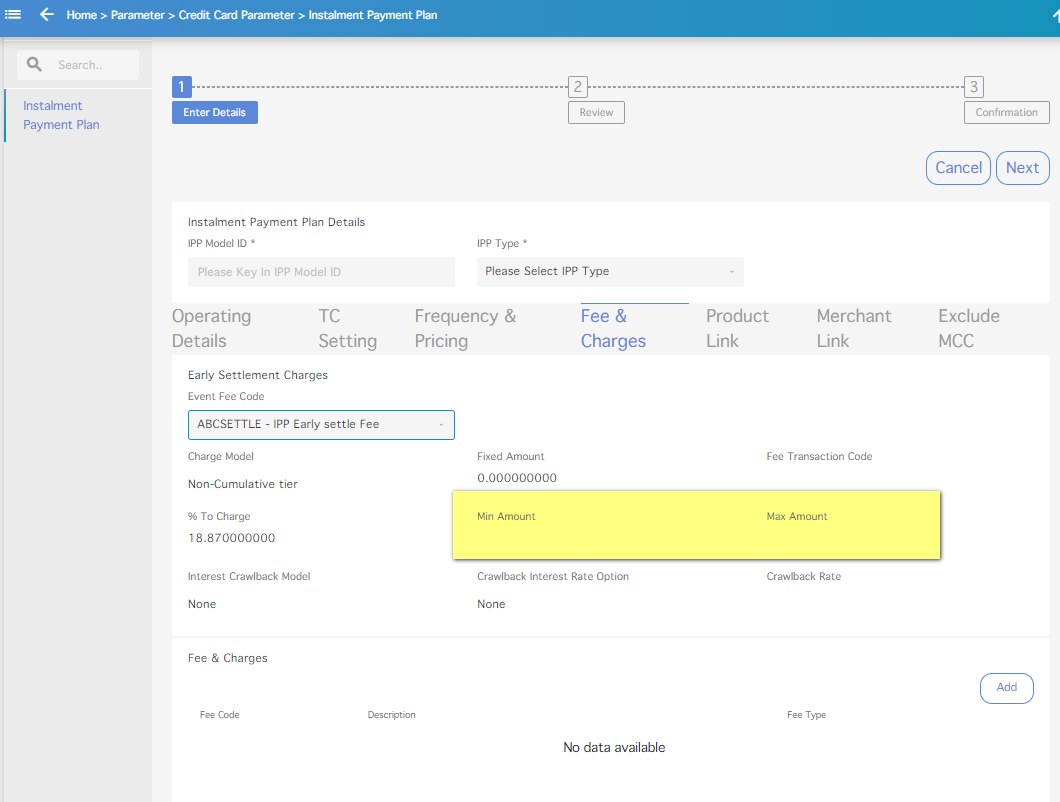 Home > Parameter > Credit Card Parameter > Instalment Payment Plan
Search..
Instalment
Payment Plan
1
2
3
Enter Details
Review
Confirmation
Cancel
Next
Instalment Payment Plan Details
IPP Model ID *
IPP Type *
Please Key In IPP Model ID
Please Select IPP Type
Operating
Details
TC
Setting
Frequency &
Pricing
Fee &
Charges
Product
Link
Merchant
Link
Exclude
MCC
Early Settlement Charges
Event Fee Code
ABCSETTLE - IPP Early settle Fee
Charge Model
Fixed Amount
Fee Transaction Code
Non-Cumulative tier
0.000000000
% To Charge
Min Amount
Max Amount
18.870000000
Interest Crawlback Model
Crawlback Interest Rate Option
Crawlback Rate
None
None
Fee & Charges
Add
Fee Code
Description
Fee Type
No data available